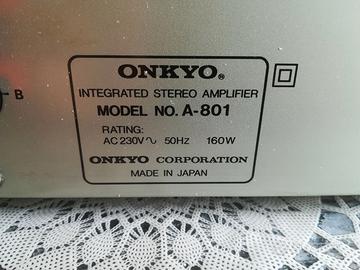 ONKYO®
INTEGRATED STEREO AMPLIFIER
MODEL NO. A-801
RATING:
AC 230V ∿ 50Hz 160W
ONKYO CORPORATION
MADE IN JAPAN
B